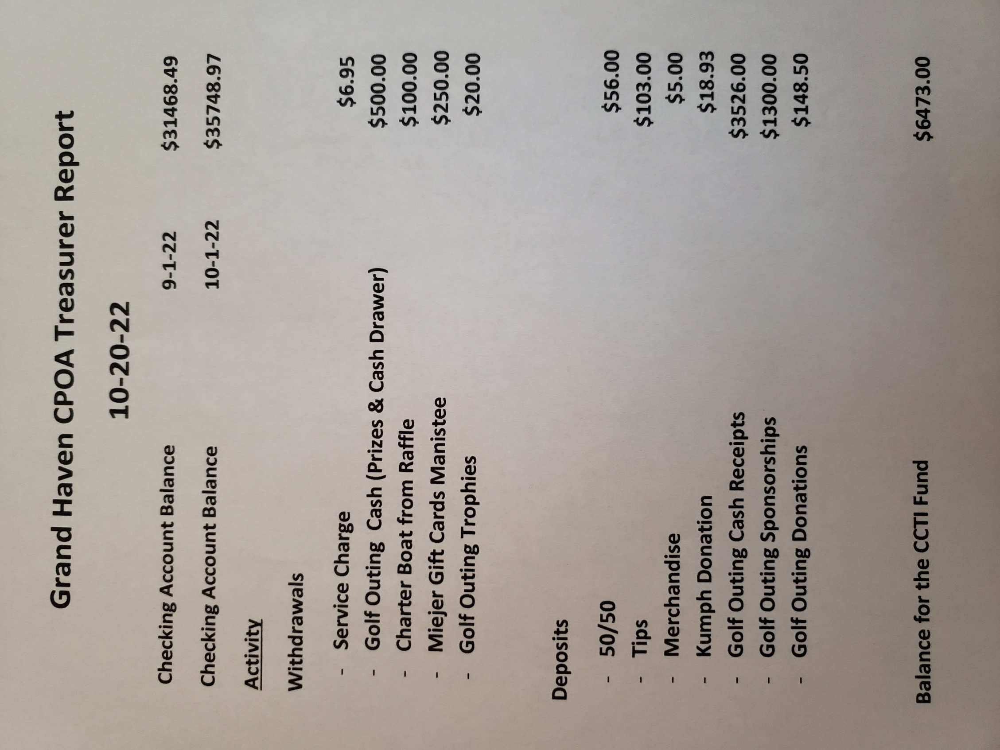 Grand Haven CPOA Treasurer Report
10-20-22
Checking Account Balance 9-1-22 $31468.49
Checking Account Balance 10-1-22 $35748.97
Activity
Withdrawals
- Service Charge $6.95
- Golf Outing Cash (Prizes & Cash Drawer) $500.00
- Charter Boat from Raffle $100.00
- Miejer Gift Cards Manistee $250.00
- Golf Outing Trophies $20.00
Deposits
- 50/50 $56.00
- Tips $103.00
- Merchandise $5.00
- Kumph Donation $18.93
- Golf Outing Cash Receipts $3526.00
- Golf Outing Sponsorships $1300.00
- Golf Outing Donations $148.50
Balance for the CCTI Fund $6473.00